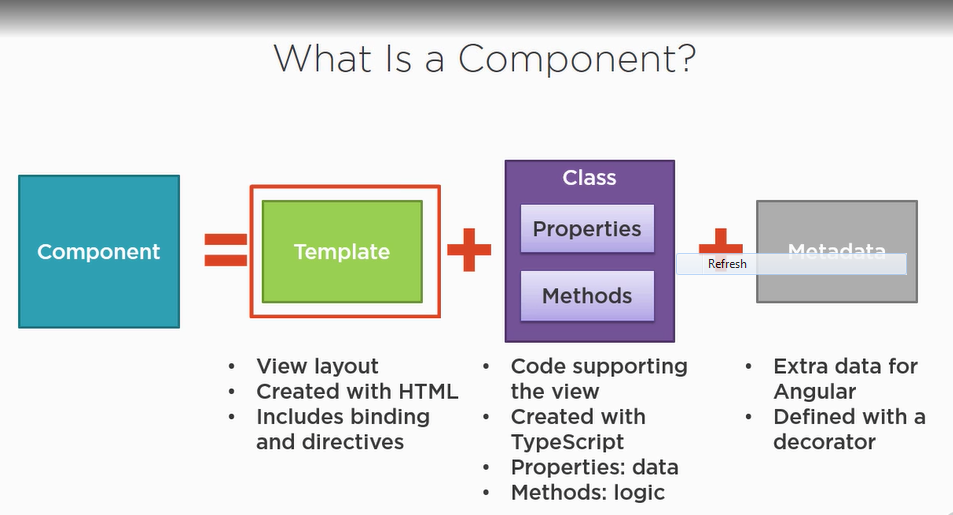 What Is a Component?
Component
Template
Class
Properties
Methods
Metadata
Refresh
• View layout
• Created with HTML
• Includes binding
and directives
• Code supporting
the view
• Created with
TypeScript
• Properties: data
• Methods: logic
• Extra data for
Angular
• Defined with a
decorator